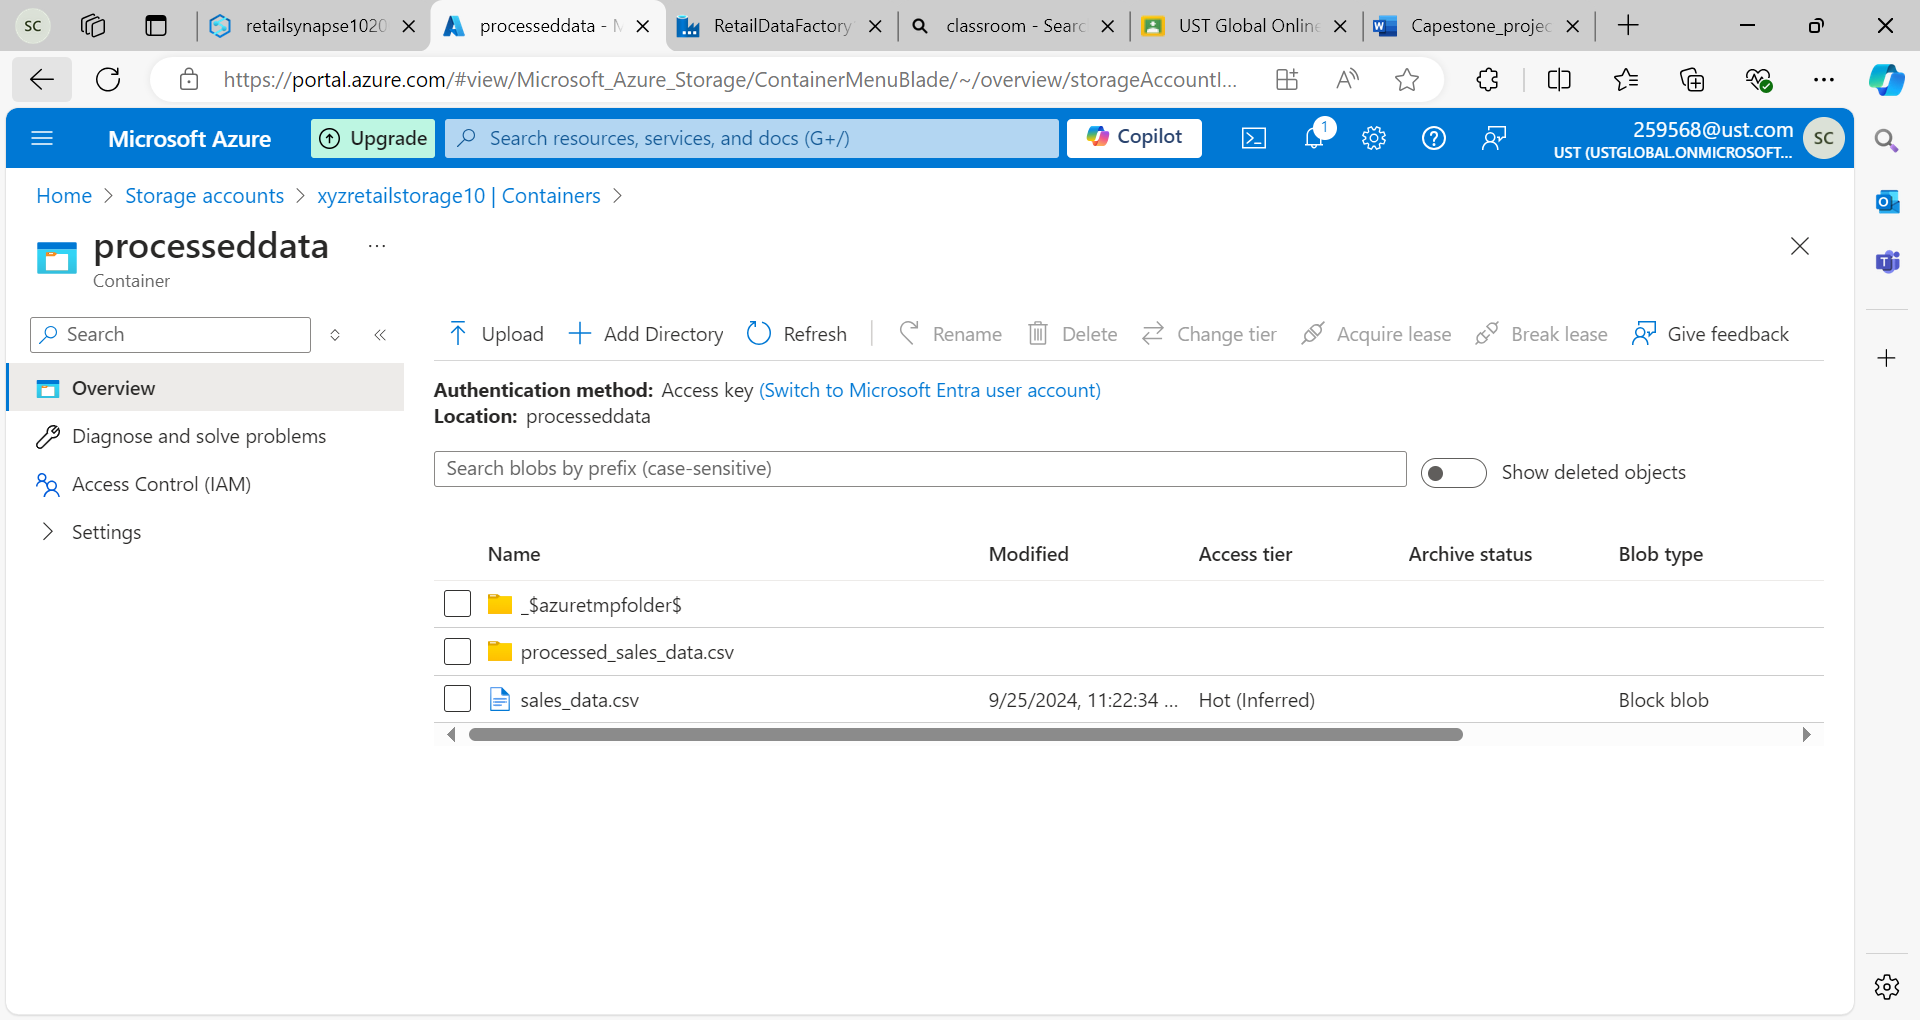 SC
retailsynapse1020
processeddata - M
RetailDataFactory
classroom - Searc
UST Global Online
Capestone_projec
https://portal.azure.com/#view/Microsoft_Azure_Storage/ContainerMenuBlade/~/overview/storageAccountI...
Microsoft Azure
Upgrade
Search resources, services, and docs (G+/)
Copilot
1
259568@ust.com
UST (USTGLOBAL.ONMICROSOFT...
SC
Home > Storage accounts > xyzretailstorage10 | Containers >
processeddata ...
Container
Search
Overview
Diagnose and solve problems
Access Control (IAM)
Settings
Upload Add Directory Refresh Rename Delete Change tier Acquire lease Break lease Give feedback
Authentication method: Access key (Switch to Microsoft Entra user account)
Location: processeddata
Search blobs by prefix (case-sensitive)
Show deleted objects
Name Modified Access tier Archive status Blob type
_$azuretmpfolder$
processed_sales_data.csv
sales_data.csv 9/25/2024, 11:22:34 ... Hot (Inferred) Block blob